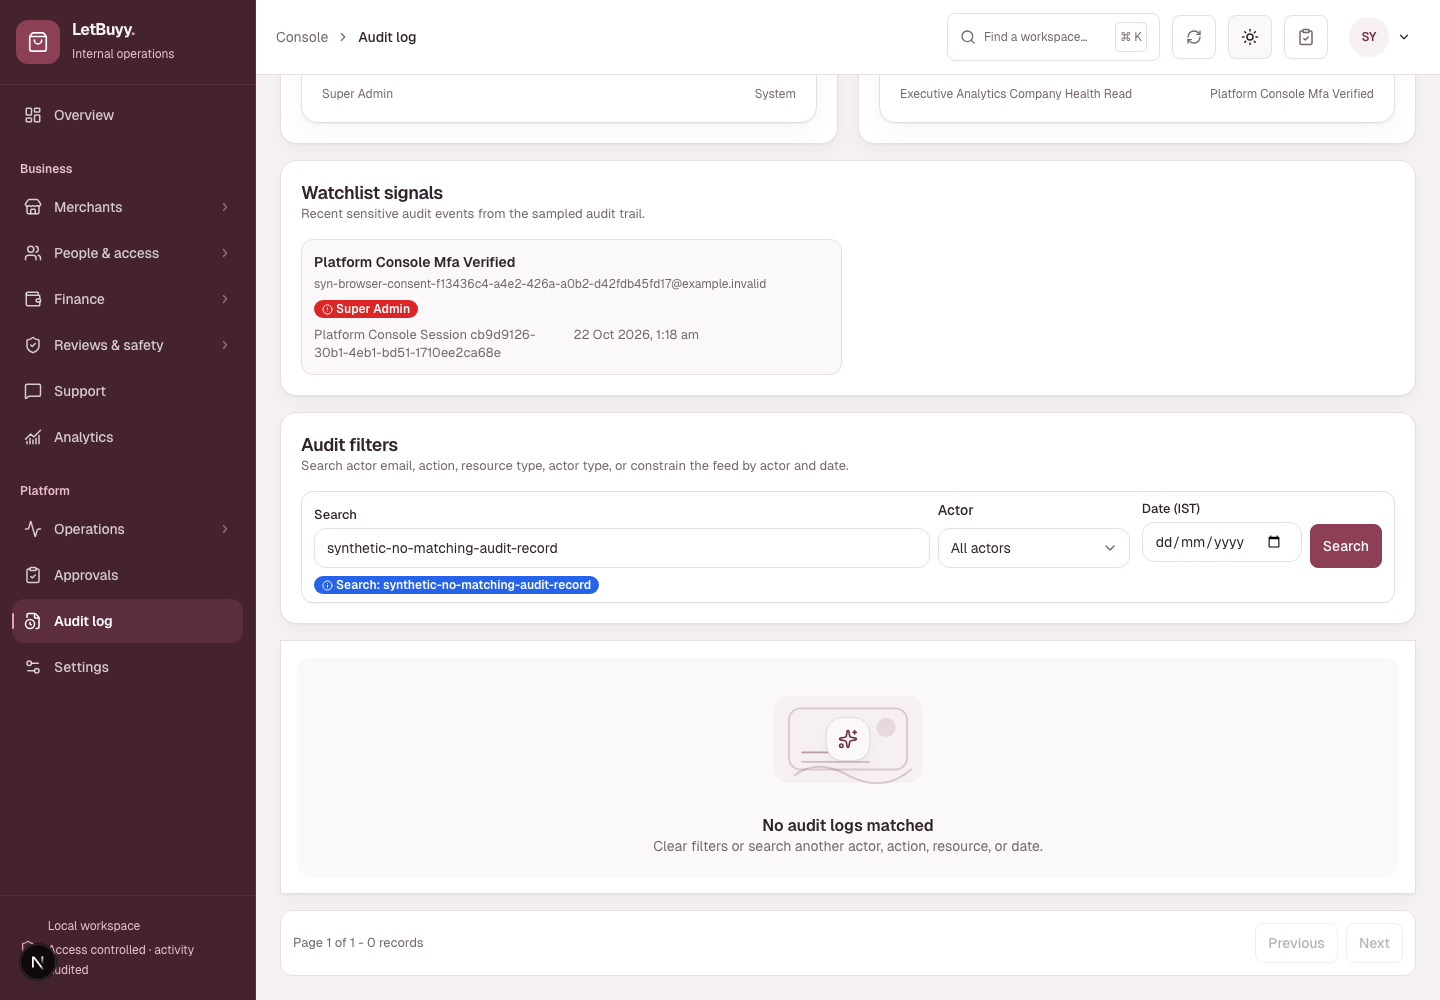 LetBuyy.
Internal operations
Overview
Business
Merchants
People & access
Finance
Reviews & safety
Support
Analytics
Platform
Operations
Approvals
Audit log
Settings
Local workspace
Access controlled · activity
audited
N
Console > Audit log
Find a workspace...
⌘ K
SY
Super Admin
System
Executive Analytics Company Health Read
Platform Console Mfa Verified
Watchlist signals
Recent sensitive audit events from the sampled audit trail.
Platform Console Mfa Verified
syn-browser-consent-f13436c4-a4e2-426a-a0b2-d42fdb45fd17@example.invalid
Super Admin
Platform Console Session cb9d9126-
30b1-4eb1-bd51-1710ee2ca68e
22 Oct 2026, 1:18 am
Audit filters
Search actor email, action, resource type, actor type, or constrain the feed by actor and date.
Search
synthetic-no-matching-audit-record
Search: synthetic-no-matching-audit-record
Actor
All actors
Date (IST)
dd/mm/yyyy
Search
No audit logs matched
Clear filters or search another actor, action, resource, or date.
Page 1 of 1 - 0 records
Previous
Next